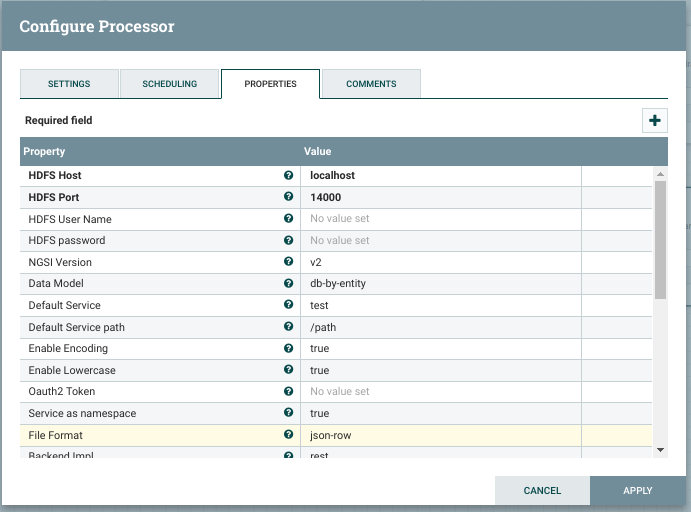 Configure Processor
SETTINGS SCHEDULING PROPERTIES COMMENTS
Required field
Property Value
HDFS Host localhost
HDFS Port 14000
HDFS User Name No value set
HDFS password No value set
NGSI Version v2
Data Model db-by-entity
Default Service test
Default Service path /path
Enable Encoding true
Enable Lowercase true
Oauth2 Token No value set
Service as namespace true
File Format json-row
Backend Impl rest
CANCEL APPLY